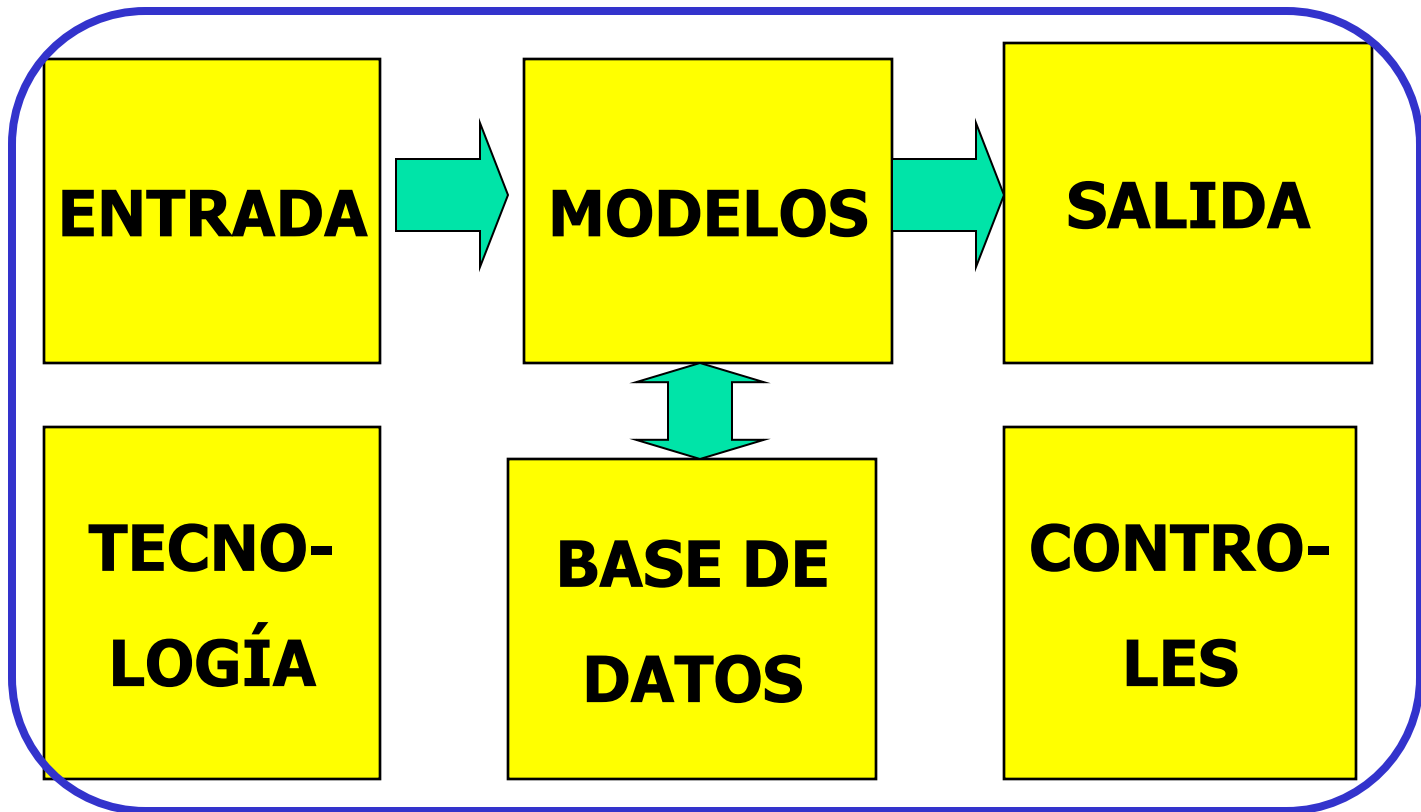 ENTRADA
MODELOS
SALIDA
TECNO-
LOGÍA
BASE DE
DATOS
CONTRO-
LES